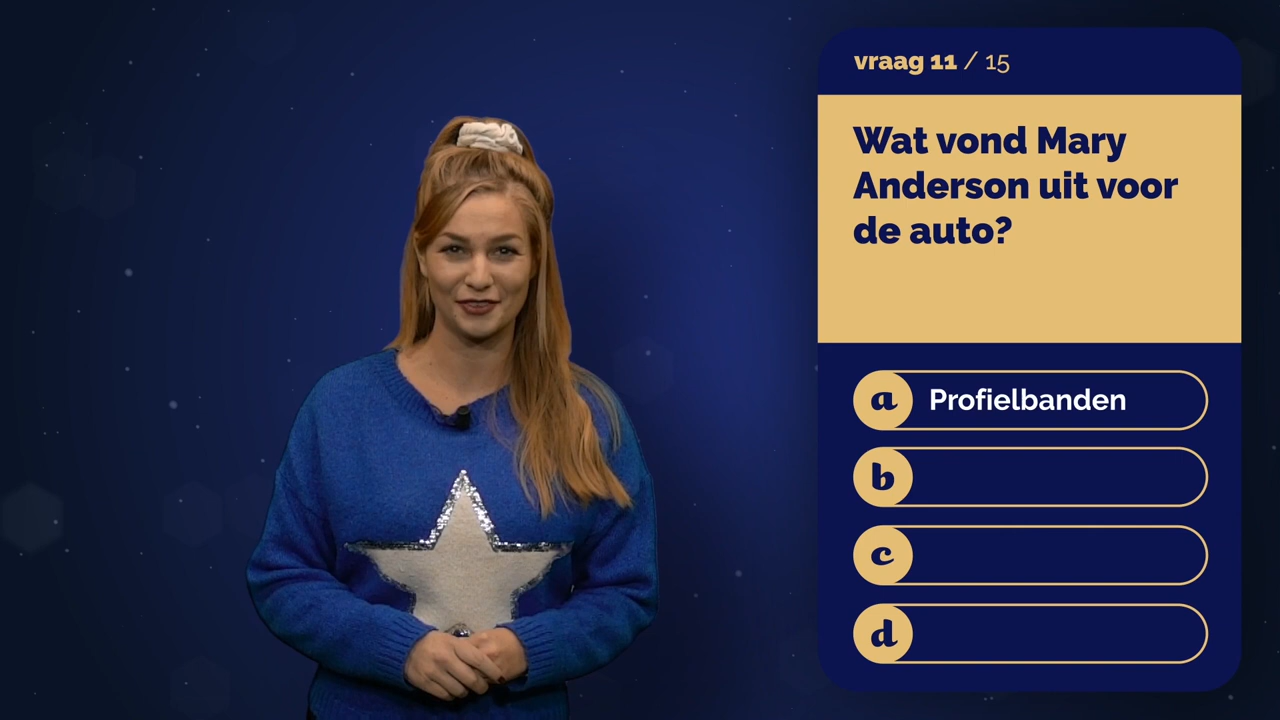 vraag 11 / 15
Wat vond Mary
Anderson uit voor
de auto?
a Profielbanden
b
c
d